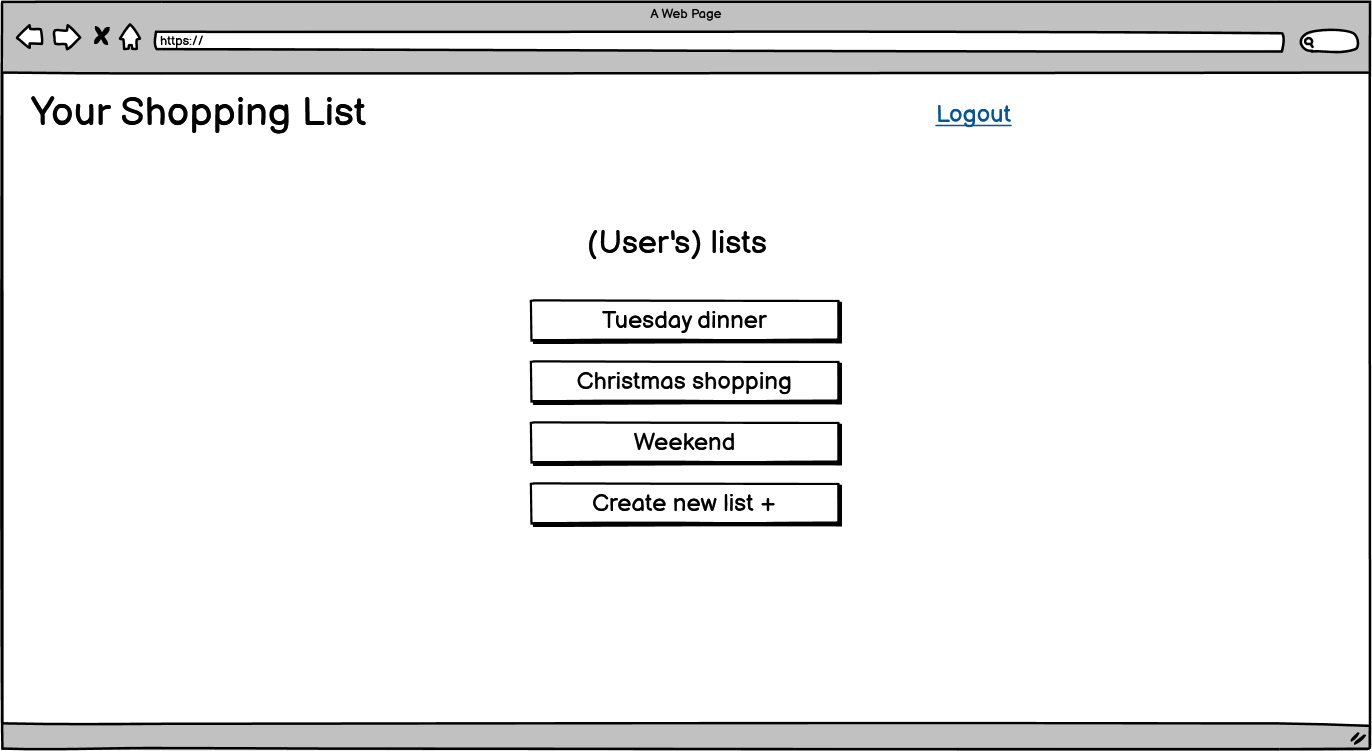 A Web Page
https://
Your Shopping List
Logout
(User's) lists
Tuesday dinner
Christmas shopping
Weekend
Create new list +